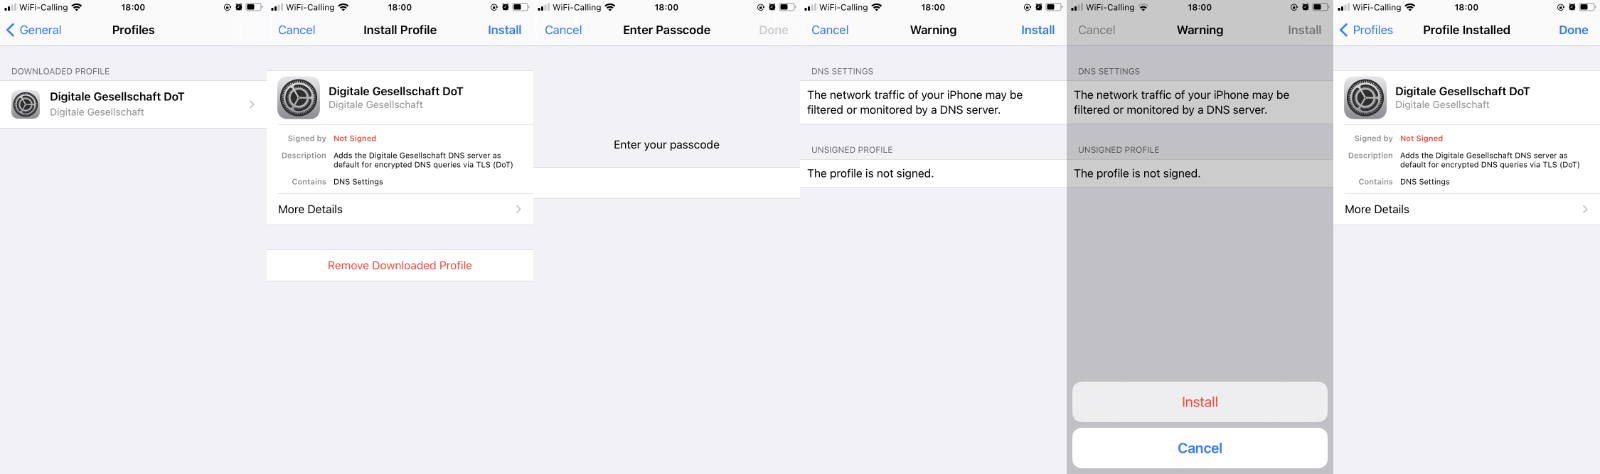 WiFi-Calling 18:00
General Profiles
DOWNLOADED PROFILE
Digitale Gesellschaft DoT
Digitale Gesellschaft
WiFi-Calling 18:00
Cancel Install Profile Install
Digitale Gesellschaft DoT
Digitale Gesellschaft
Signed by Not Signed
Description Adds the Digitale Gesellschaft DNS server as
default for encrypted DNS queries via TLS (DoT)
Contains DNS Settings
More Details
Remove Downloaded Profile
WiFi-Calling 18:00
Cancel Enter Passcode Done
Enter your passcode
WiFi-Calling 18:00
Cancel Warning Install
DNS SETTINGS
The network traffic of your iPhone may be
filtered or monitored by a DNS server.
UNSIGNED PROFILE
The profile is not signed.
WiFi-Calling 18:00
Cancel Warning Install
DNS SETTINGS
The network traffic of your iPhone may be
filtered or monitored by a DNS server.
UNSIGNED PROFILE
The profile is not signed.
Install
Cancel
WiFi-Calling 18:00
Profiles Profile Installed Done
Digitale Gesellschaft DoT
Digitale Gesellschaft
Signed by Not Signed
Description Adds the Digitale Gesellschaft DNS server as
default for encrypted DNS queries via TLS (DoT)
Contains DNS Settings
More Details